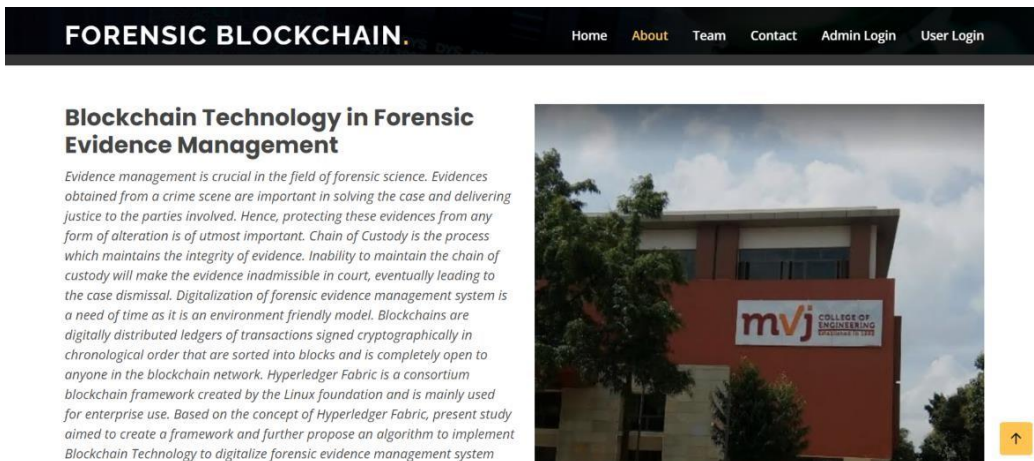 FORENSIC BLOCKCHAIN.
Home About Team Contact Admin Login User Login
Blockchain Technology in Forensic
Evidence Management
Evidence management is crucial in the field of forensic science. Evidences
obtained from a crime scene are important in solving the case and delivering
justice to the parties involved. Hence, protecting these evidences from any
form of alteration is of utmost important. Chain of Custody is the process
which maintains the integrity of evidence. Inability to maintain the chain of
custody will make the evidence inadmissible in court, eventually leading to
the case dismissal. Digitalization of forensic evidence management system is
a need of time as it is an environment friendly model. Blockchains are
digitally distributed ledgers of transactions signed cryptographically in
chronological order that are sorted into blocks and is completely open to
anyone in the blockchain network. Hyperledger Fabric is a consortium
blockchain framework created by the Linux foundation and is mainly used
for enterprise use. Based on the concept of Hyperledger Fabric, present study
aimed to create a framework and further propose an algorithm to implement
Blockchain Technology to digitalize forensic evidence management system
mvj COLLEGE OF
ENGINEERING